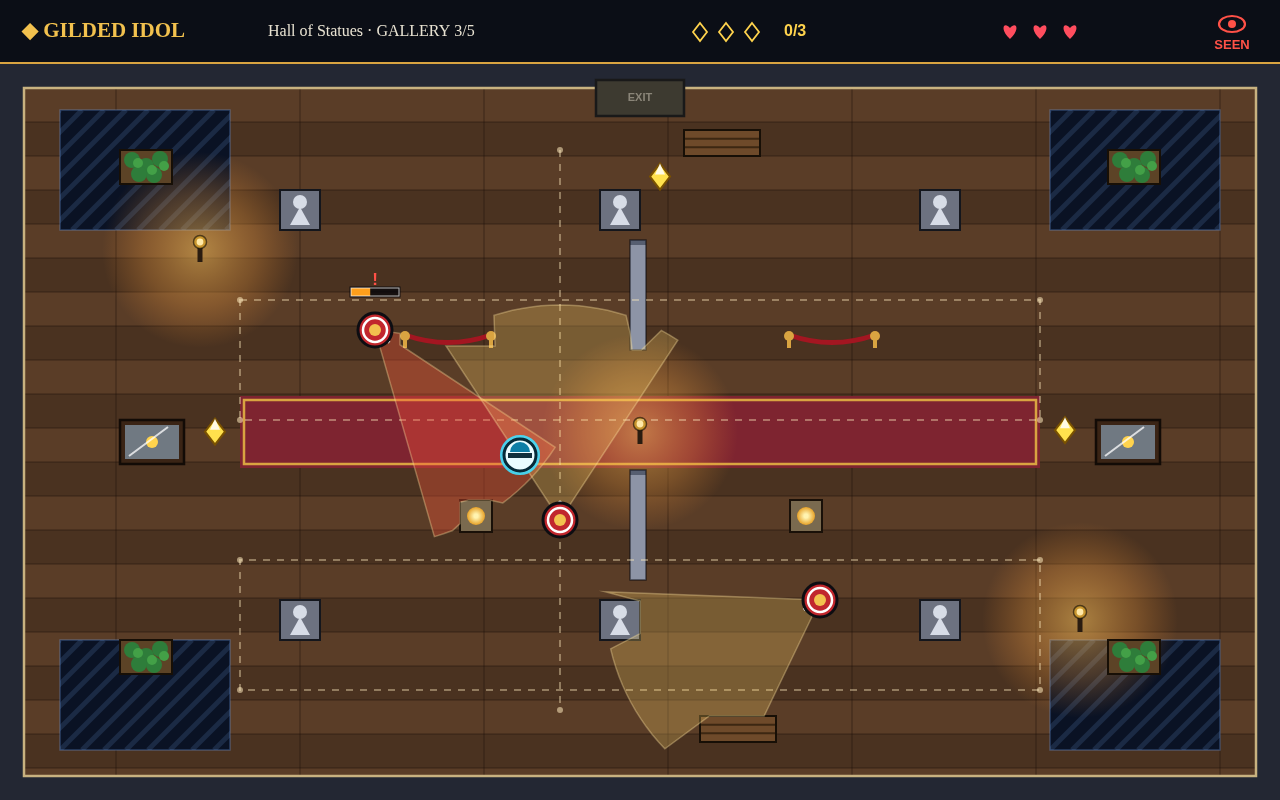 ◆ GILDED IDOL
Hall of Statues · GALLERY 3/5
0/3
SEEN
EXIT
!